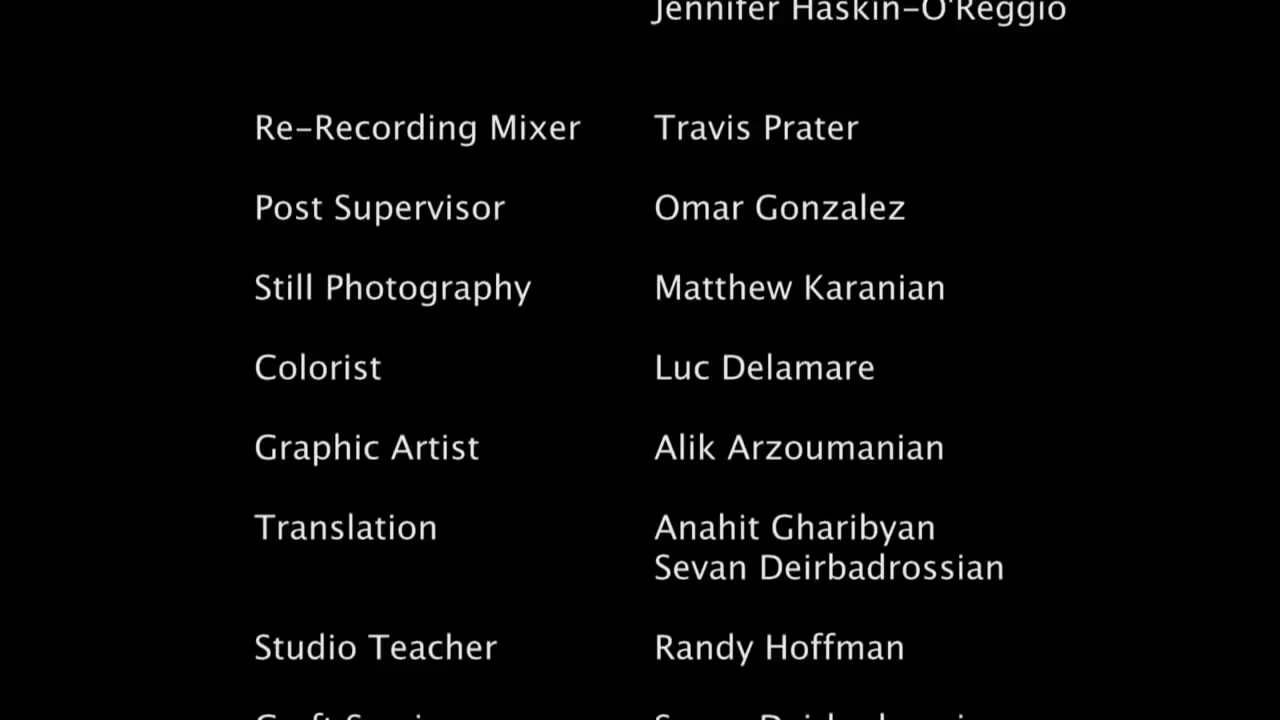 Jennifer Haskin-O'Reggio
Re-Recording Mixer Travis Prater
Post Supervisor Omar Gonzalez
Still Photography Matthew Karanian
Colorist Luc Delamare
Graphic Artist Alik Arzoumanian
Translation Anahit Gharibyan
Sevan Deirbadrossian
Studio Teacher Randy Hoffman